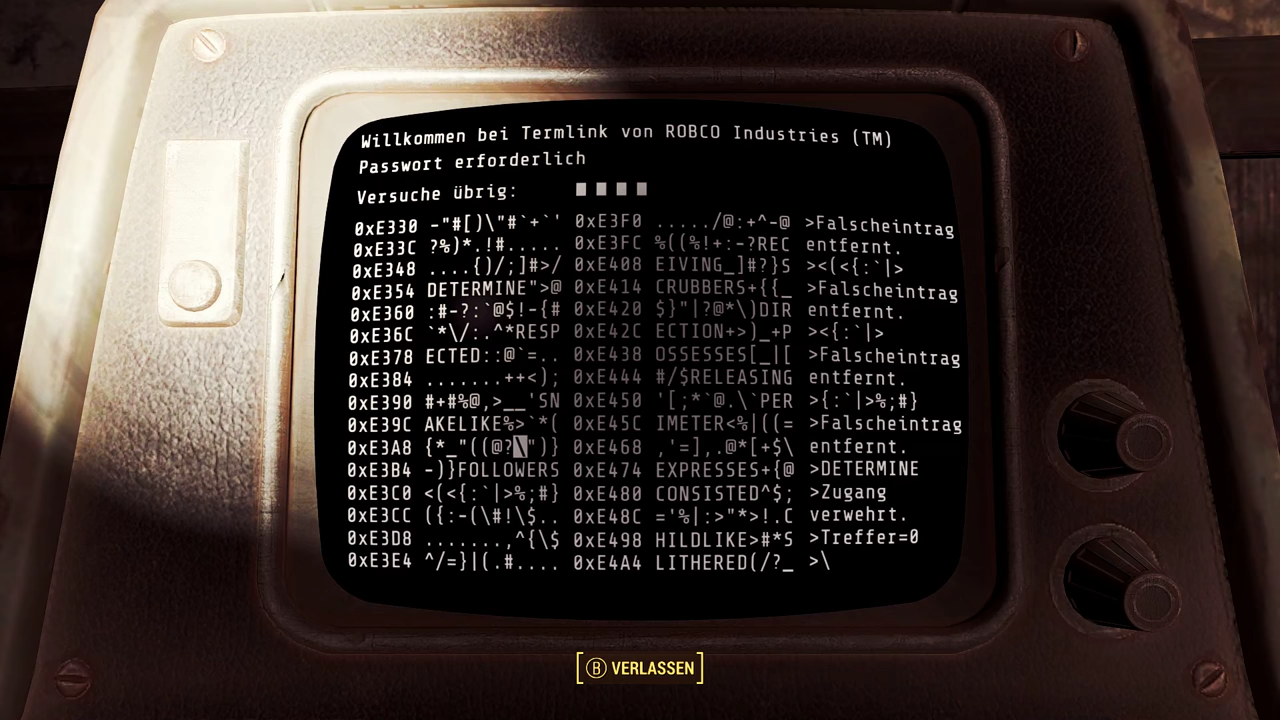 Willkommen bei Termlink von ROBCO Industries (TM)
Passwort erforderlich
Versuche übrig: ■ ■ ■ ■
0xE330 -"#[)\"#`+`' 0xE3F0 ...../@:+^-@ >Falscheintrag
0xE33C ?%)*.!#..... 0xE3FC %((%!+:-?REC entfernt.
0xE348 ....{)/;]#>/ 0xE408 EIVING_]#?}S ><(<{:`|>
0xE354 DETERMINE">@ 0xE414 CRUBBERS+{{_ >Falscheintrag
0xE360 :#-?:`@$!-{# 0xE420 $}"|?@*\)DIR entfernt.
0xE36C `*\/:.^*RESP 0xE42C ECTION+>)_+P ><{:`|>
0xE378 ECTED::@`=.. 0xE438 OSSESSES[_|[ >Falscheintrag
0xE384 .......++<); 0xE444 #/$RELEASING entfernt.
0xE390 #+#%@,>__'SN 0xE450 '[;*`@.\`PER >{:`|>%;#}
0xE39C AKELIKE%>`*( 0xE45C IMETER<%|((= >Falscheintrag
0xE3A8 {*_"((@?\")} 0xE468 ,'=],.@*[+$\ entfernt.
0xE3B4 -)}FOLLOWERS 0xE474 EXPRESSES+{@ >DETERMINE
0xE3C0 <(<{:`|>%;#} 0xE480 CONSISTED^$; >Zugang
0xE3CC ({:-(\#!\$.. 0xE48C ='%|:>"*>!.C verwehrt.
0xE3D8 .......,^{\$ 0xE498 HILDLIKE>#*S >Treffer=0
0xE3E4 ^/=}|(.#.... 0xE4A4 LITHERED(/?_ >\
[Ⓑ VERLASSEN]